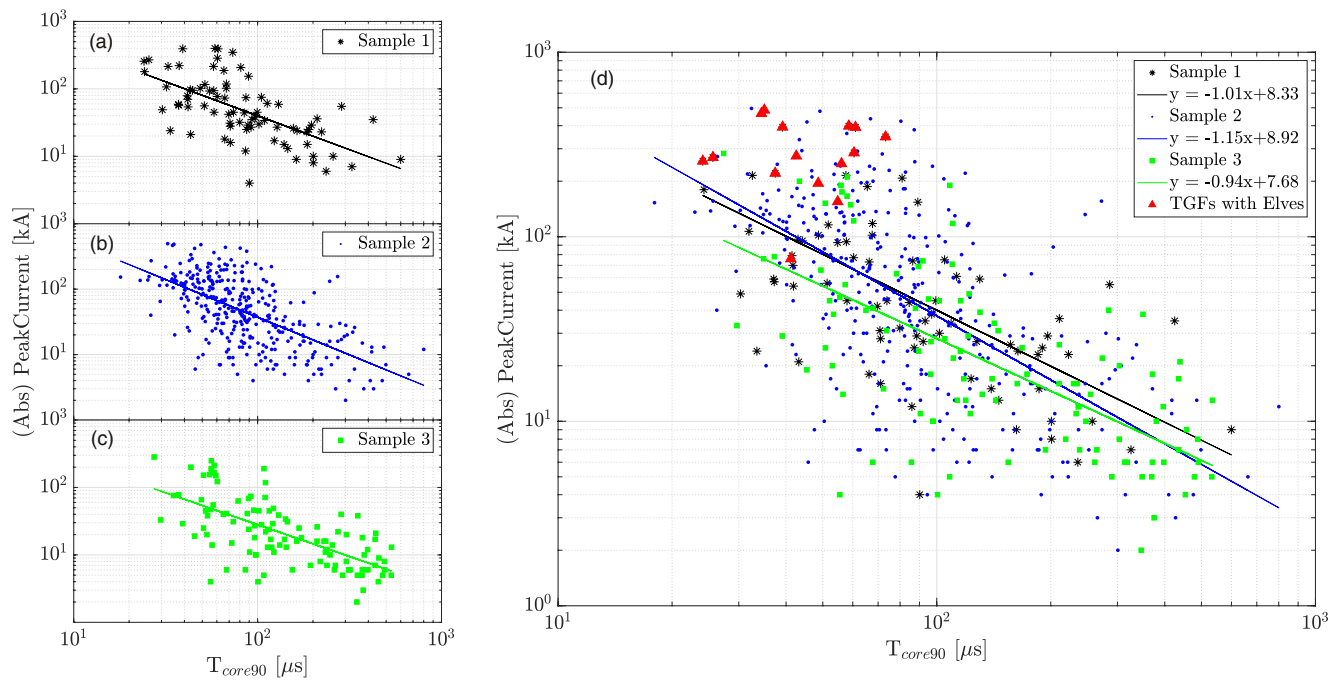 (Abs) PeakCurrent [kA]
10³
(a)
✳ Sample 1
10²
10¹
10³
(b)
Sample 2
10²
10¹
10³
(c)
Sample 3
10²
10¹
10¹ 10² 10³
T_core90 [μs]
(Abs) PeakCurrent [kA]
10³
(d)
Sample 1
y = -1.01x+8.33
Sample 2
y = -1.15x+8.92
Sample 3
y = -0.94x+7.68
TGFs with Elves
10²
10¹
10⁰
10¹ 10² 10³
T_core90 [μs]